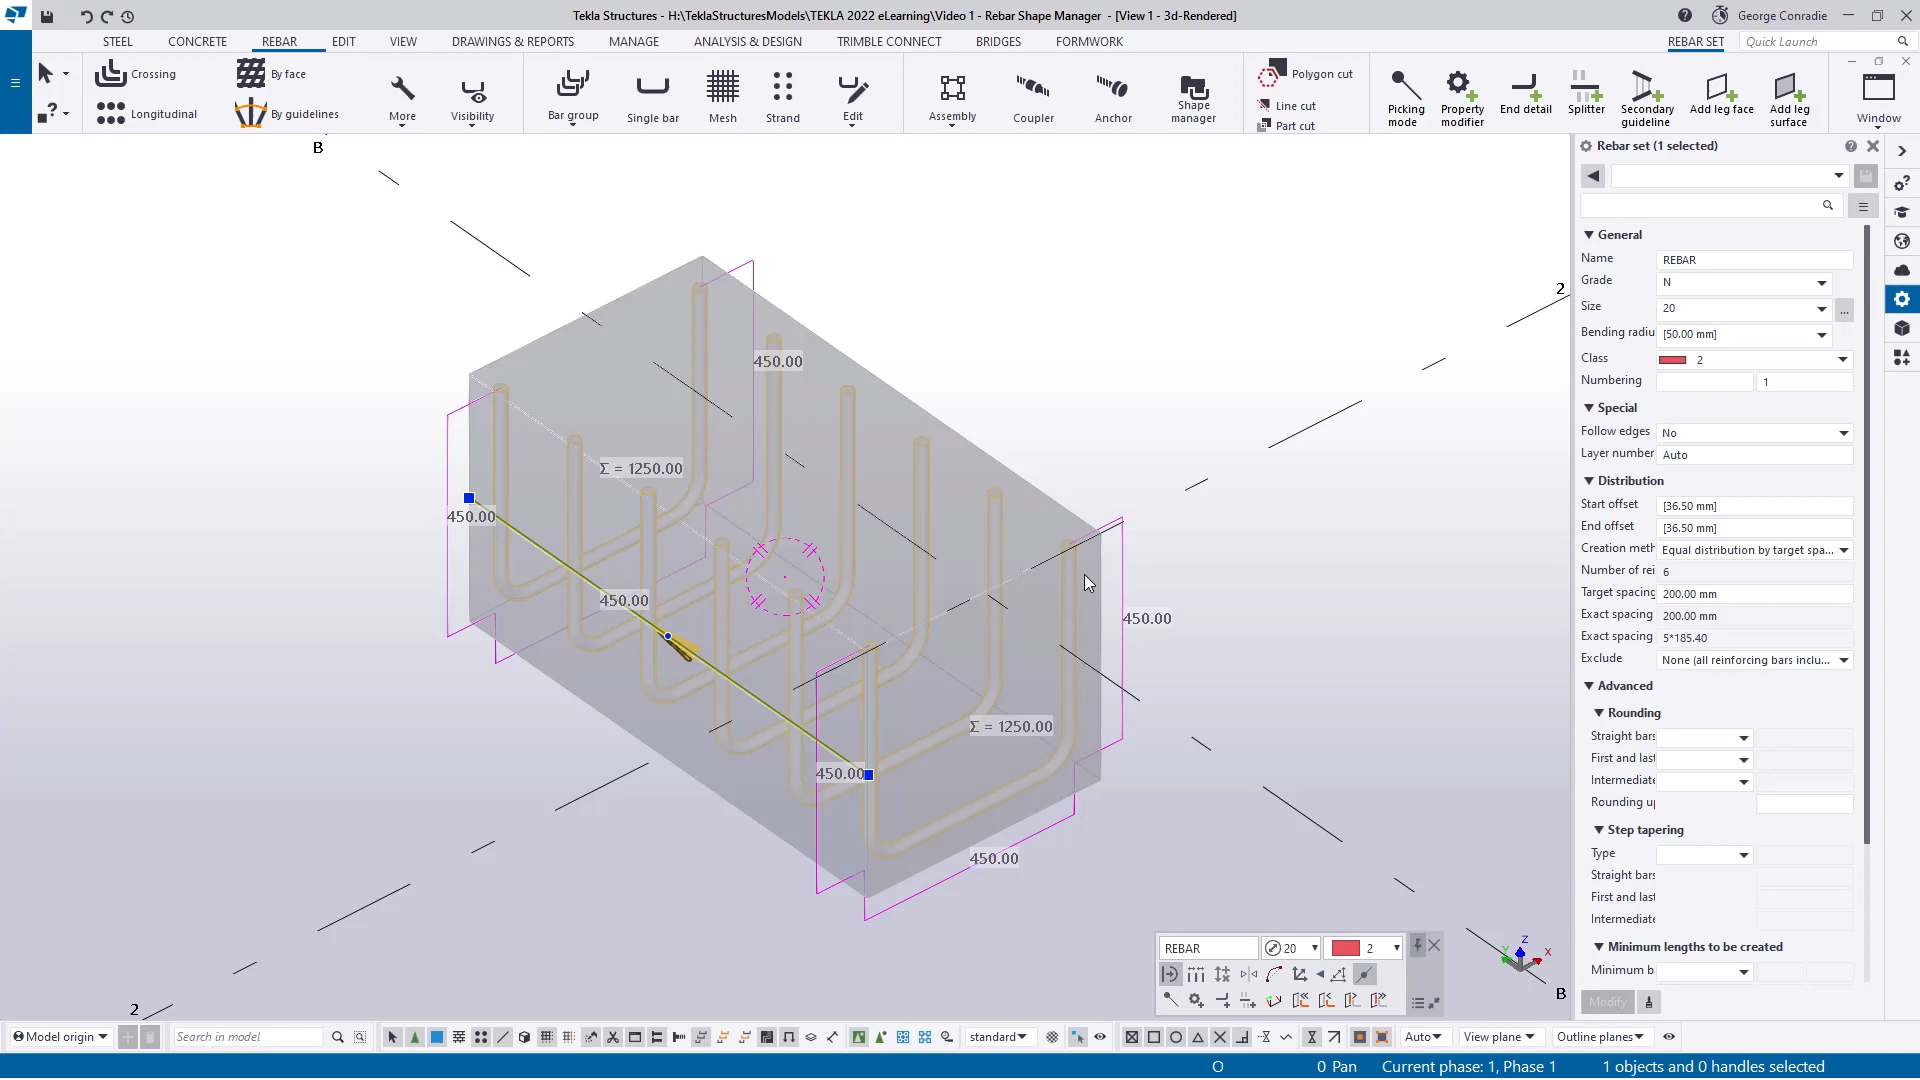 Tekla Structures - H:\TeklaStructuresModels\TEKLA 2022 eLearning\Video 1 - Rebar Shape Manager - [View 1 - 3d-Rendered]
George Conradie
STEEL CONCRETE REBAR EDIT VIEW DRAWINGS & REPORTS MANAGE ANALYSIS & DESIGN TRIMBLE CONNECT BRIDGES FORMWORK REBAR SET Quick Launch
Crossing
Longitudinal
By face
By guidelines
More
Visibility
Bar group
Single bar
Mesh
Strand
Edit
Assembly
Coupler
Anchor
Shape
manager
Polygon cut
Line cut
Part cut
Picking
mode
Property
modifier
End detail
Splitter
Secondary
guideline
Add leg face
Add leg
surface
Window
B
2
450.00
Σ = 1250.00
450.00
450.00
450.00
Σ = 1250.00
450.00
450.00
2
B
Z
Y
X
Rebar set (1 selected)
General
Name REBAR
Grade N
Size 20 ...
Bending radiu [50.00 mm]
Class 2
Numbering 1
Special
Follow edges No
Layer number Auto
Distribution
Start offset [36.50 mm]
End offset [36.50 mm]
Creation meth Equal distribution by target spa...
Number of rei 6
Target spacing 200.00 mm
Exact spacing 200.00 mm
Exact spacing 5*185.40
Exclude None (all reinforcing bars inclu...
Advanced
Rounding
Straight bars
First and last
Intermediate
Rounding up
Step tapering
Type
Straight bars
First and last
Intermediate
Minimum lengths to be created
Minimum b
Modify
REBAR 20 2
Model origin Search in model standard Auto View plane Outline planes
O 0 Pan Current phase: 1, Phase 1 1 objects and 0 handles selected